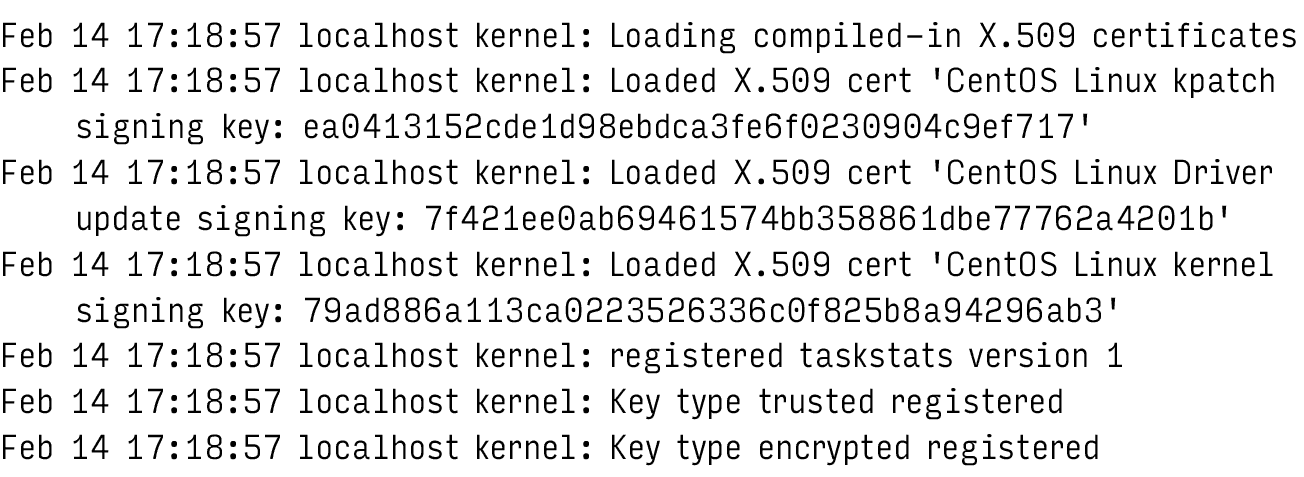 Feb 14 17:18:57 localhost kernel: Loading compiled-in X.509 certificates
Feb 14 17:18:57 localhost kernel: Loaded X.509 cert 'CentOS Linux kpatch
signing key: ea0413152cde1d98ebdca3fe6f0230904c9ef717'
Feb 14 17:18:57 localhost kernel: Loaded X.509 cert 'CentOS Linux Driver
update signing key: 7f421ee0ab69461574bb358861dbe77762a4201b'
Feb 14 17:18:57 localhost kernel: Loaded X.509 cert 'CentOS Linux kernel
signing key: 79ad886a113ca0223526336c0f825b8a94296ab3'
Feb 14 17:18:57 localhost kernel: registered taskstats version 1
Feb 14 17:18:57 localhost kernel: Key type trusted registered
Feb 14 17:18:57 localhost kernel: Key type encrypted registered